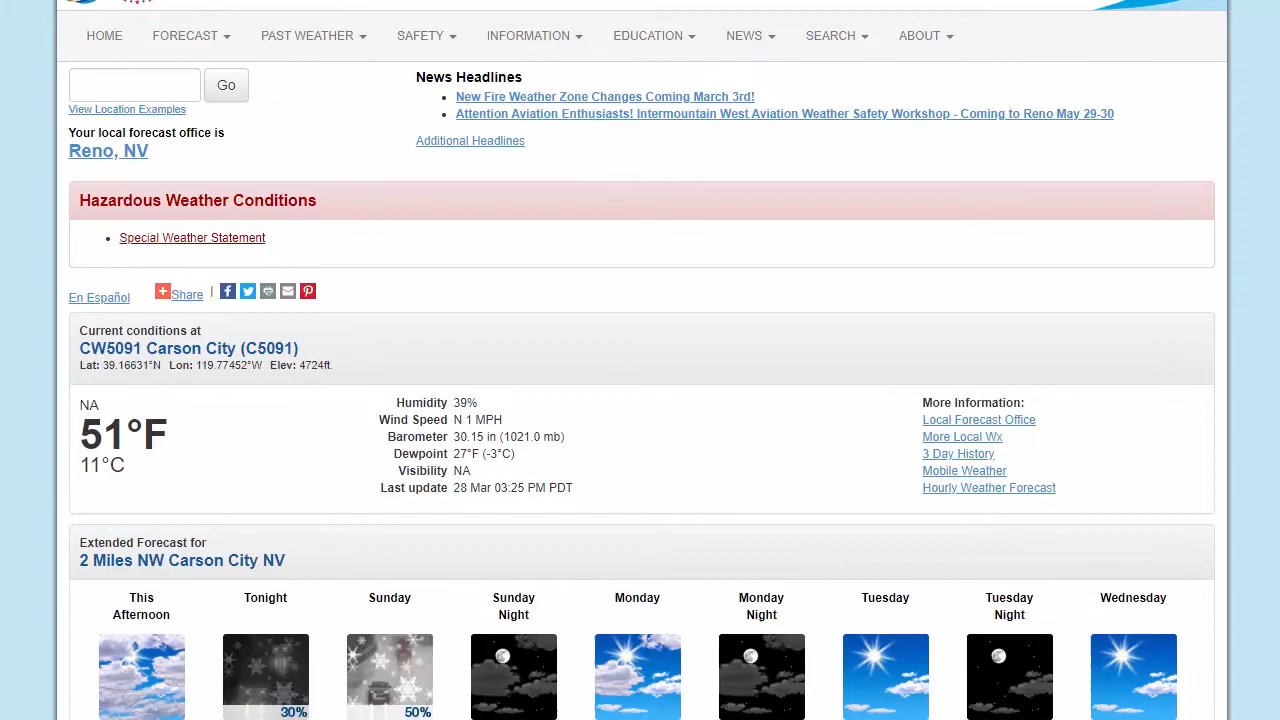 HOME FORECAST PAST WEATHER SAFETY INFORMATION EDUCATION NEWS SEARCH ABOUT
Go
View Location Examples
Your local forecast office is
Reno, NV
News Headlines
New Fire Weather Zone Changes Coming March 3rd!
Attention Aviation Enthusiasts! Intermountain West Aviation Weather Safety Workshop - Coming to Reno May 29-30
Additional Headlines
Hazardous Weather Conditions
Special Weather Statement
En Español Share |
Current conditions at
CW5091 Carson City (C5091)
Lat: 39.16631°N Lon: 119.77452°W Elev: 4724ft.
NA
51°F
11°C
Humidity 39%
Wind Speed N 1 MPH
Barometer 30.15 in (1021.0 mb)
Dewpoint 27°F (-3°C)
Visibility NA
Last update 28 Mar 03:25 PM PDT
More Information:
Local Forecast Office
More Local Wx
3 Day History
Mobile Weather
Hourly Weather Forecast
Extended Forecast for
2 Miles NW Carson City NV
This Afternoon
Tonight
Sunday
Sunday Night
Monday
Monday Night
Tuesday
Tuesday Night
Wednesday
30% 50%